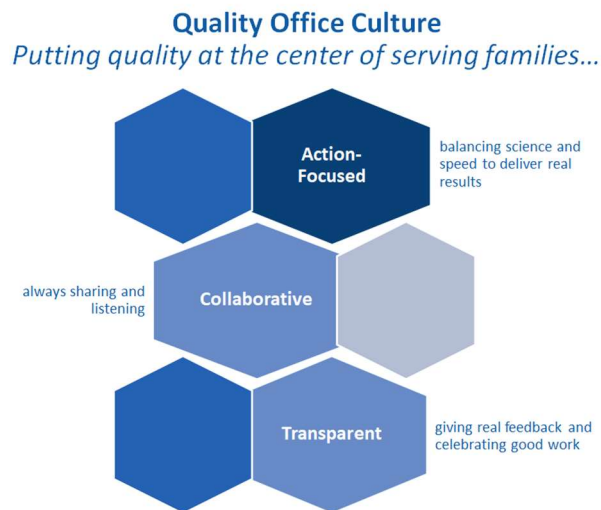 Quality Office Culture
Putting quality at the center of serving families...
Action-
Focused
balancing science and
speed to deliver real
results
always sharing and
listening
Collaborative
Transparent
giving real feedback and
celebrating good work